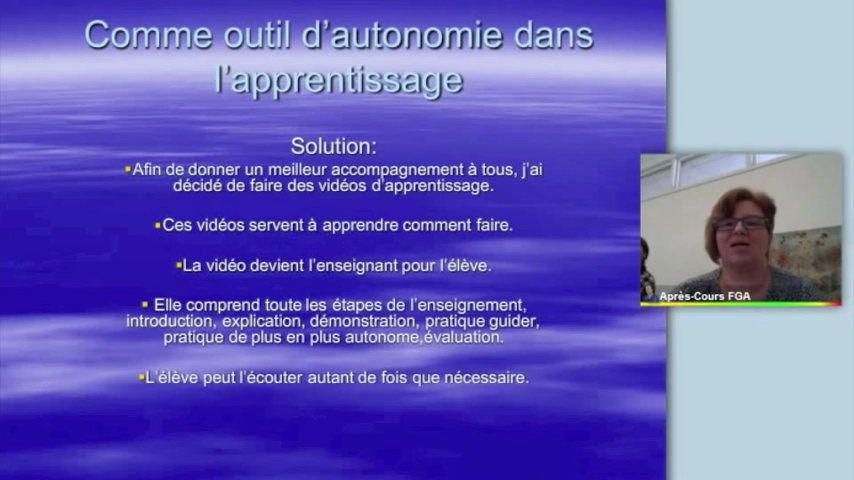 Comme outil d'autonomie dans
l'apprentissage
Solution:
▪Afin de donner un meilleur accompagnement à tous, j'ai
décidé de faire des vidéos d'apprentissage.
▪Ces vidéos servent à apprendre comment faire.
▪La vidéo devient l'enseignant pour l'élève.
▪ Elle comprend toute les étapes de l'enseignement,
introduction, explication, démonstration, pratique guider,
pratique de plus en plus autonome,évaluation.
▪L'élève peut l'écouter autant de fois que nécessaire.
Après-Cours FGA